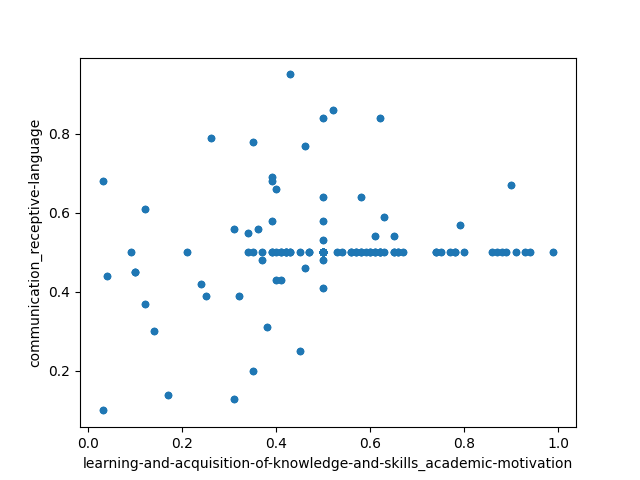 communication_receptive-language
0.8
0.6
0.4
0.2
0.0 0.2 0.4 0.6 0.8 1.0
learning-and-acquisition-of-knowledge-and-skills_academic-motivation